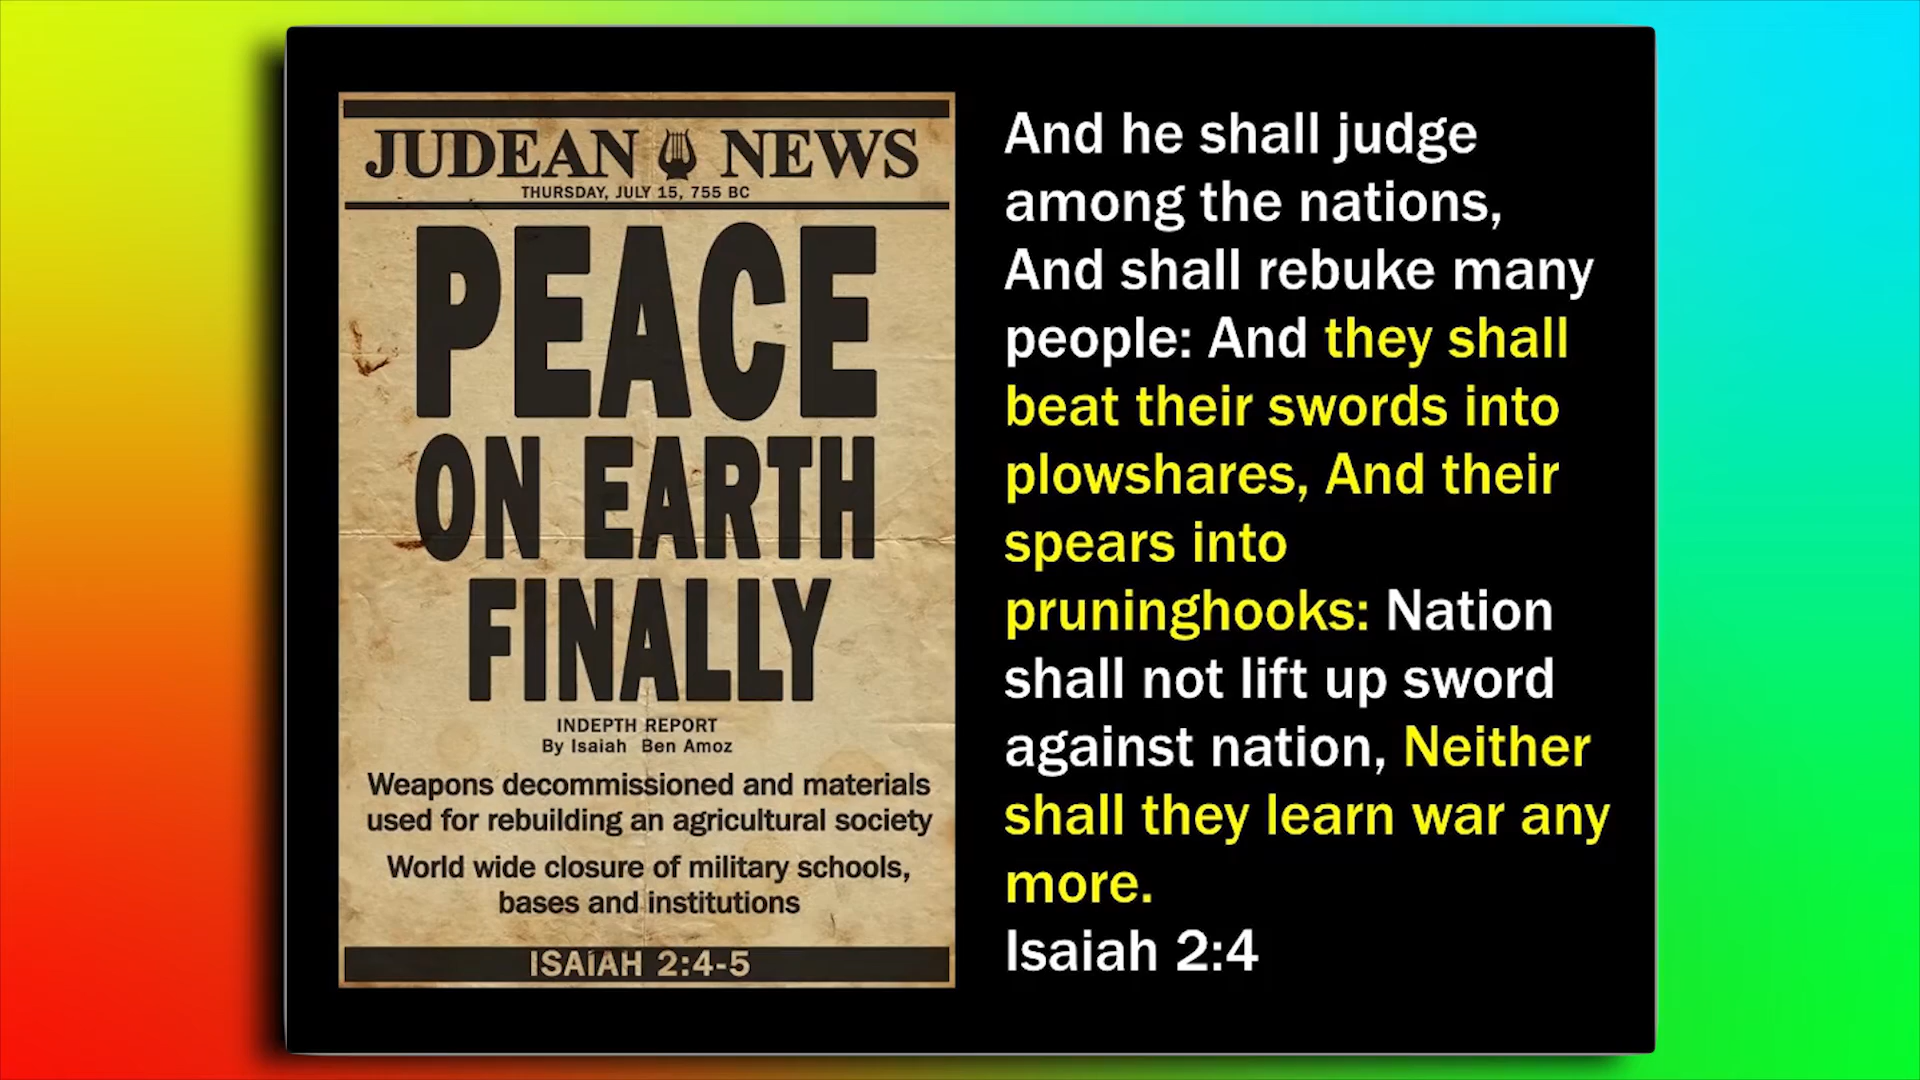 JUDEAN NEWS
THURSDAY, JULY 15, 755 BC
PEACE
ON EARTH
FINALLY
INDEPTH REPORT
By Isaiah Ben Amoz
Weapons decommissioned and materials
used for rebuilding an agricultural society
World wide closure of military schools,
bases and institutions
ISAIAH 2:4-5
And he shall judge
among the nations,
And shall rebuke many
people: And they shall
beat their swords into
plowshares, And their
spears into
pruninghooks: Nation
shall not lift up sword
against nation, Neither
shall they learn war any
more.
Isaiah 2:4